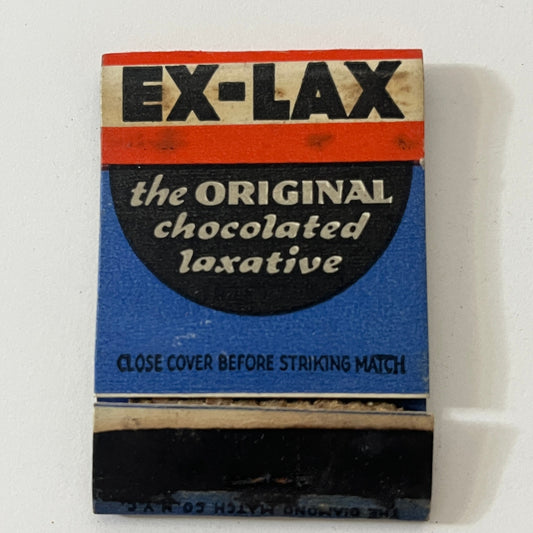 EX-LAX
the ORIGINAL
chocolated
laxative
CLOSE COVER BEFORE STRIKING MATCH
THE DIAMOND MATCH CO. N.Y.C.